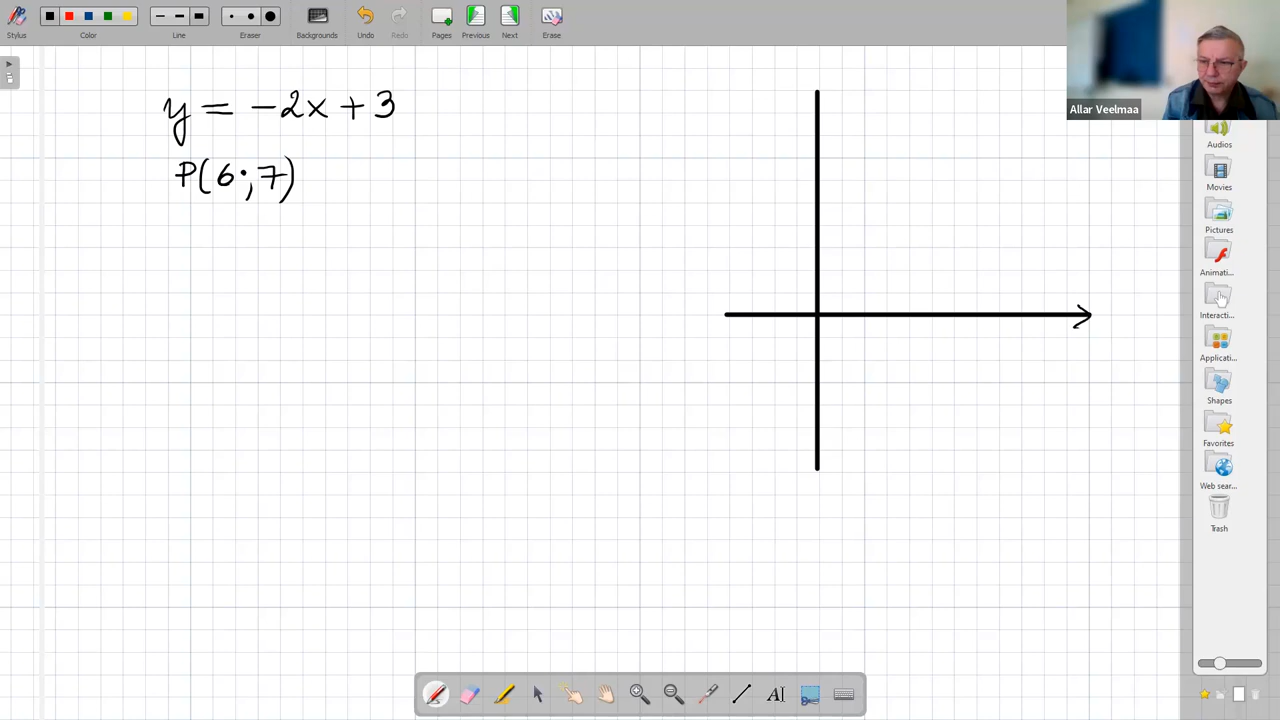 Stylus Color Line Eraser Backgrounds Undo Redo Pages Previous Next Erase
Allar Veelmaa
y = -2x + 3
P(6;7)
Audios
Movies
Pictures
Animati...
Interacti...
Applicati...
Shapes
Favorites
Web sear...
Trash